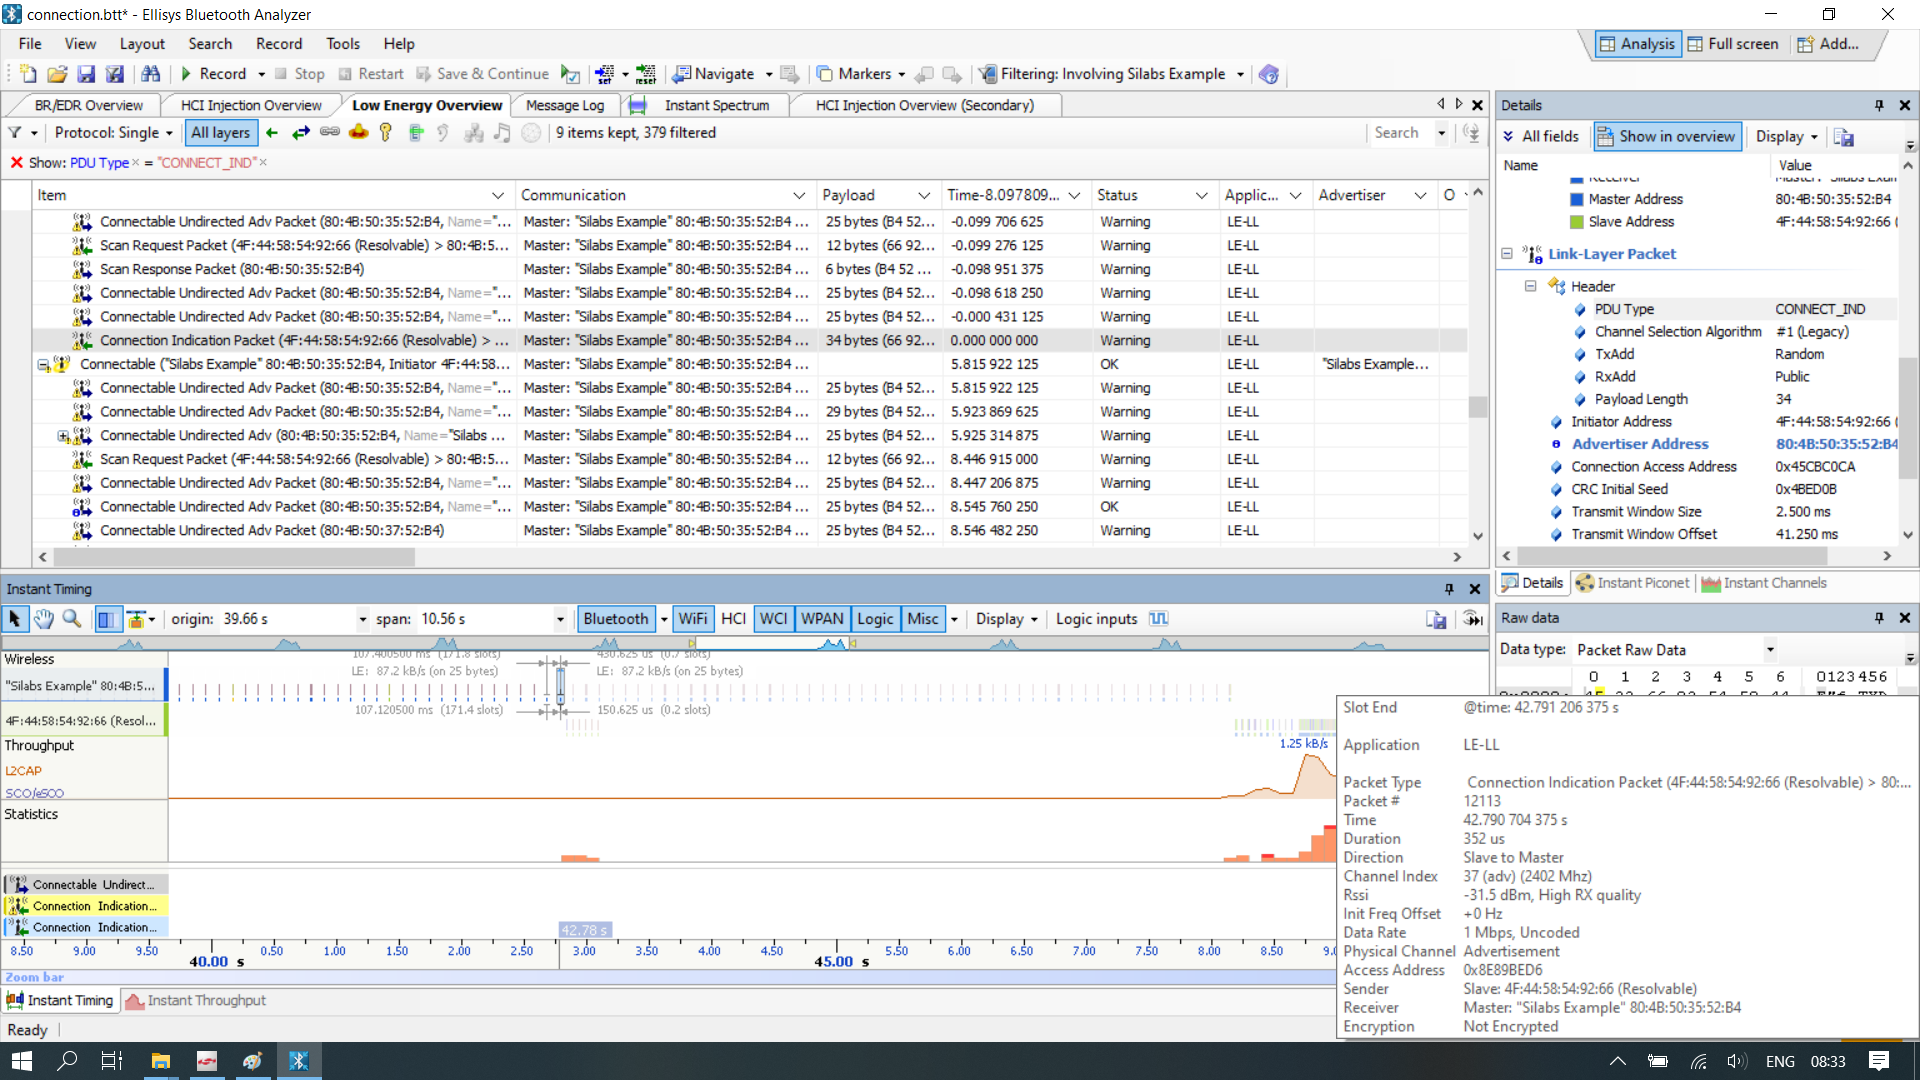 connection.btt* - Ellisys Bluetooth Analyzer
File View Layout Search Record Tools Help
Analysis Full screen Add...
Record Stop Restart Save & Continue Navigate Markers Filtering: Involving Silabs Example
BR/EDR Overview HCI Injection Overview Low Energy Overview Message Log Instant Spectrum HCI Injection Overview (Secondary)
Protocol: Single All layers 9 items kept, 379 filtered Search
Show: PDU Type = "CONNECT_IND"
Item Communication Payload Time-8.097809... Status Applic... Advertiser O
Connectable Undirected Adv Packet (80:4B:50:35:52:B4, Name="... Master: "Silabs Example" 80:4B:50:35:52:B4 ... 25 bytes (B4 52... -0.099 706 625 Warning LE-LL
Scan Request Packet (4F:44:58:54:92:66 (Resolvable) > 80:4B:5... Master: "Silabs Example" 80:4B:50:35:52:B4 ... 12 bytes (66 92... -0.099 276 125 Warning LE-LL
Scan Response Packet (80:4B:50:35:52:B4) Master: "Silabs Example" 80:4B:50:35:52:B4 ... 6 bytes (B4 52 ... -0.098 951 375 Warning LE-LL
Connectable Undirected Adv Packet (80:4B:50:35:52:B4, Name="... Master: "Silabs Example" 80:4B:50:35:52:B4 ... 25 bytes (B4 52... -0.098 618 250 Warning LE-LL
Connectable Undirected Adv Packet (80:4B:50:35:52:B4, Name="... Master: "Silabs Example" 80:4B:50:35:52:B4 ... 25 bytes (B4 52... -0.000 431 125 Warning LE-LL
Connection Indication Packet (4F:44:58:54:92:66 (Resolvable) > ... Master: "Silabs Example" 80:4B:50:35:52:B4 ... 34 bytes (66 92... 0.000 000 000 Warning LE-LL
Connectable ("Silabs Example" 80:4B:50:35:52:B4, Initiator 4F:44:58... Master: "Silabs Example" 80:4B:50:35:52:B4 ... 5.815 922 125 OK LE-LL "Silabs Example...
Connectable Undirected Adv Packet (80:4B:50:35:52:B4, Name="... Master: "Silabs Example" 80:4B:50:35:52:B4 ... 25 bytes (B4 52... 5.815 922 125 Warning LE-LL
Connectable Undirected Adv Packet (80:4B:50:35:52:B4, Name="... Master: "Silabs Example" 80:4B:50:35:52:B4 ... 29 bytes (B4 52... 5.923 869 625 Warning LE-LL
Connectable Undirected Adv (80:4B:50:35:52:B4, Name="Silabs ... Master: "Silabs Example" 80:4B:50:35:52:B4 ... 25 bytes (B4 52... 5.925 314 875 Warning LE-LL
Scan Request Packet (4F:44:58:54:92:66 (Resolvable) > 80:4B:5... Master: "Silabs Example" 80:4B:50:35:52:B4 ... 12 bytes (66 92... 8.446 915 000 Warning LE-LL
Connectable Undirected Adv Packet (80:4B:50:35:52:B4, Name="... Master: "Silabs Example" 80:4B:50:35:52:B4 ... 25 bytes (B4 52... 8.447 206 875 Warning LE-LL
Connectable Undirected Adv Packet (80:4B:50:35:52:B4, Name="... Master: "Silabs Example" 80:4B:50:35:52:B4 ... 25 bytes (B4 52... 8.545 760 250 OK LE-LL
Connectable Undirected Adv Packet (80:4B:50:37:52:B4) Master: "Silabs Example" 80:4B:50:35:52:B4 ... 25 bytes (B4 52... 8.546 482 250 Warning LE-LL
Details
All fields Show in overview Display
Name Value
Master Address 80:4B:50:35:52:B4
Slave Address 4F:44:58:54:92:66 (
Link-Layer Packet
Header
PDU Type CONNECT_IND
Channel Selection Algorithm #1 (Legacy)
TxAdd Random
RxAdd Public
Payload Length 34
Initiator Address 4F:44:58:54:92:66 (
Advertiser Address 80:4B:50:35:52:B4
Connection Access Address 0x45CBC0CA
CRC Initial Seed 0x4BED0B
Transmit Window Size 2.500 ms
Transmit Window Offset 41.250 ms
Details Instant Piconet Instant Channels
Raw data
Data type: Packet Raw Data
0 1 2 3 4 5 6 0123456
Instant Timing
origin: 39.66 s span: 10.56 s Bluetooth WiFi HCI WCI WPAN Logic Misc Display Logic inputs
Wireless
107.400500 ms (171.8 slots) 430.625 us (0.7 slots)
LE: 87.2 kB/s (on 25 bytes) LE: 87.2 kB/s (on 25 bytes)
"Silabs Example" 80:4B:5...
107.120500 ms (171.4 slots) 150.625 us (0.2 slots)
4F:44:58:54:92:66 (Resol...
Throughput
1.25 kB/s
L2CAP
SCO/eSCO
Statistics
Connectable Undirect...
Connection Indication...
Connection Indication...
42.78 s
8.50 9.00 9.50 0.50 1.00 1.50 2.00 2.50 3.00 3.50 4.00 4.50 5.50 6.00 6.50 7.00 7.50 8.00 8.50 9.0
40.00 s 45.00 s
Zoom bar
Instant Timing Instant Throughput
Ready
Slot End @time: 42.791 206 375 s
Application LE-LL
Packet Type Connection Indication Packet (4F:44:58:54:92:66 (Resolvable) > 80:...
Packet # 12113
Time 42.790 704 375 s
Duration 352 us
Direction Slave to Master
Channel Index 37 (adv) (2402 Mhz)
Rssi -31.5 dBm, High RX quality
Init Freq Offset +0 Hz
Data Rate 1 Mbps, Uncoded
Physical Channel Advertisement
Access Address 0x8E89BED6
Sender Slave: 4F:44:58:54:92:66 (Resolvable)
Receiver Master: "Silabs Example" 80:4B:50:35:52:B4
Encryption Not Encrypted
ENG 08:33